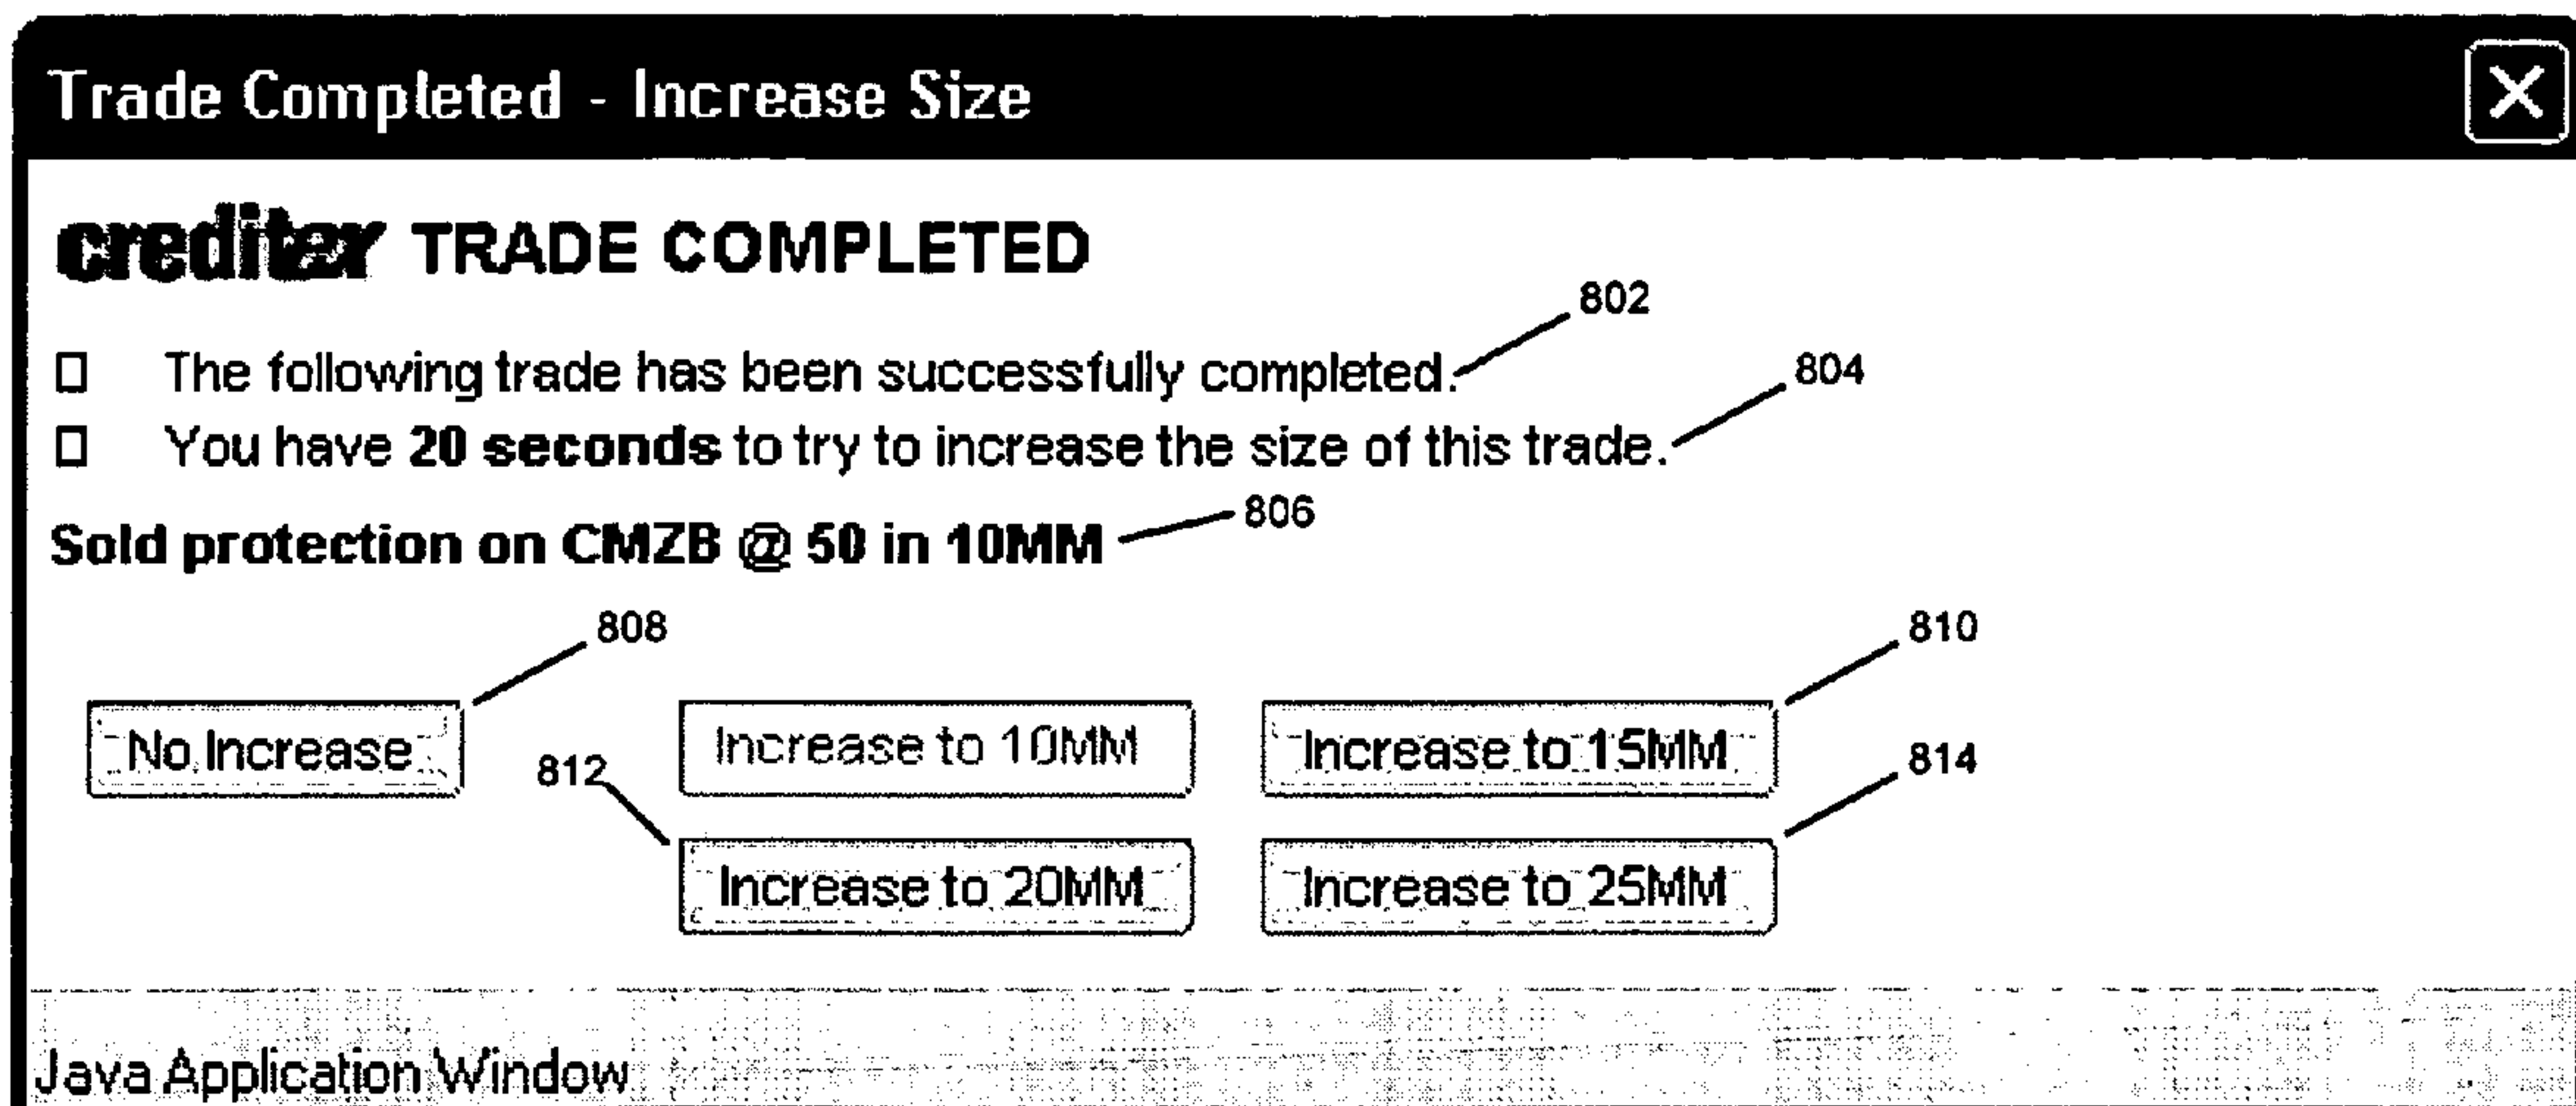 Trade Completed - Increase Size
creditex TRADE COMPLETED
802
The following trade has been successfully completed.
804
You have 20 seconds to try to increase the size of this trade.
806
Sold protection on CMZB @ 50 in 10MM
808
810
No Increase
Increase to 10MM
Increase to 15MM
812
814
Increase to 20MM
Increase to 25MM
Java Application Window